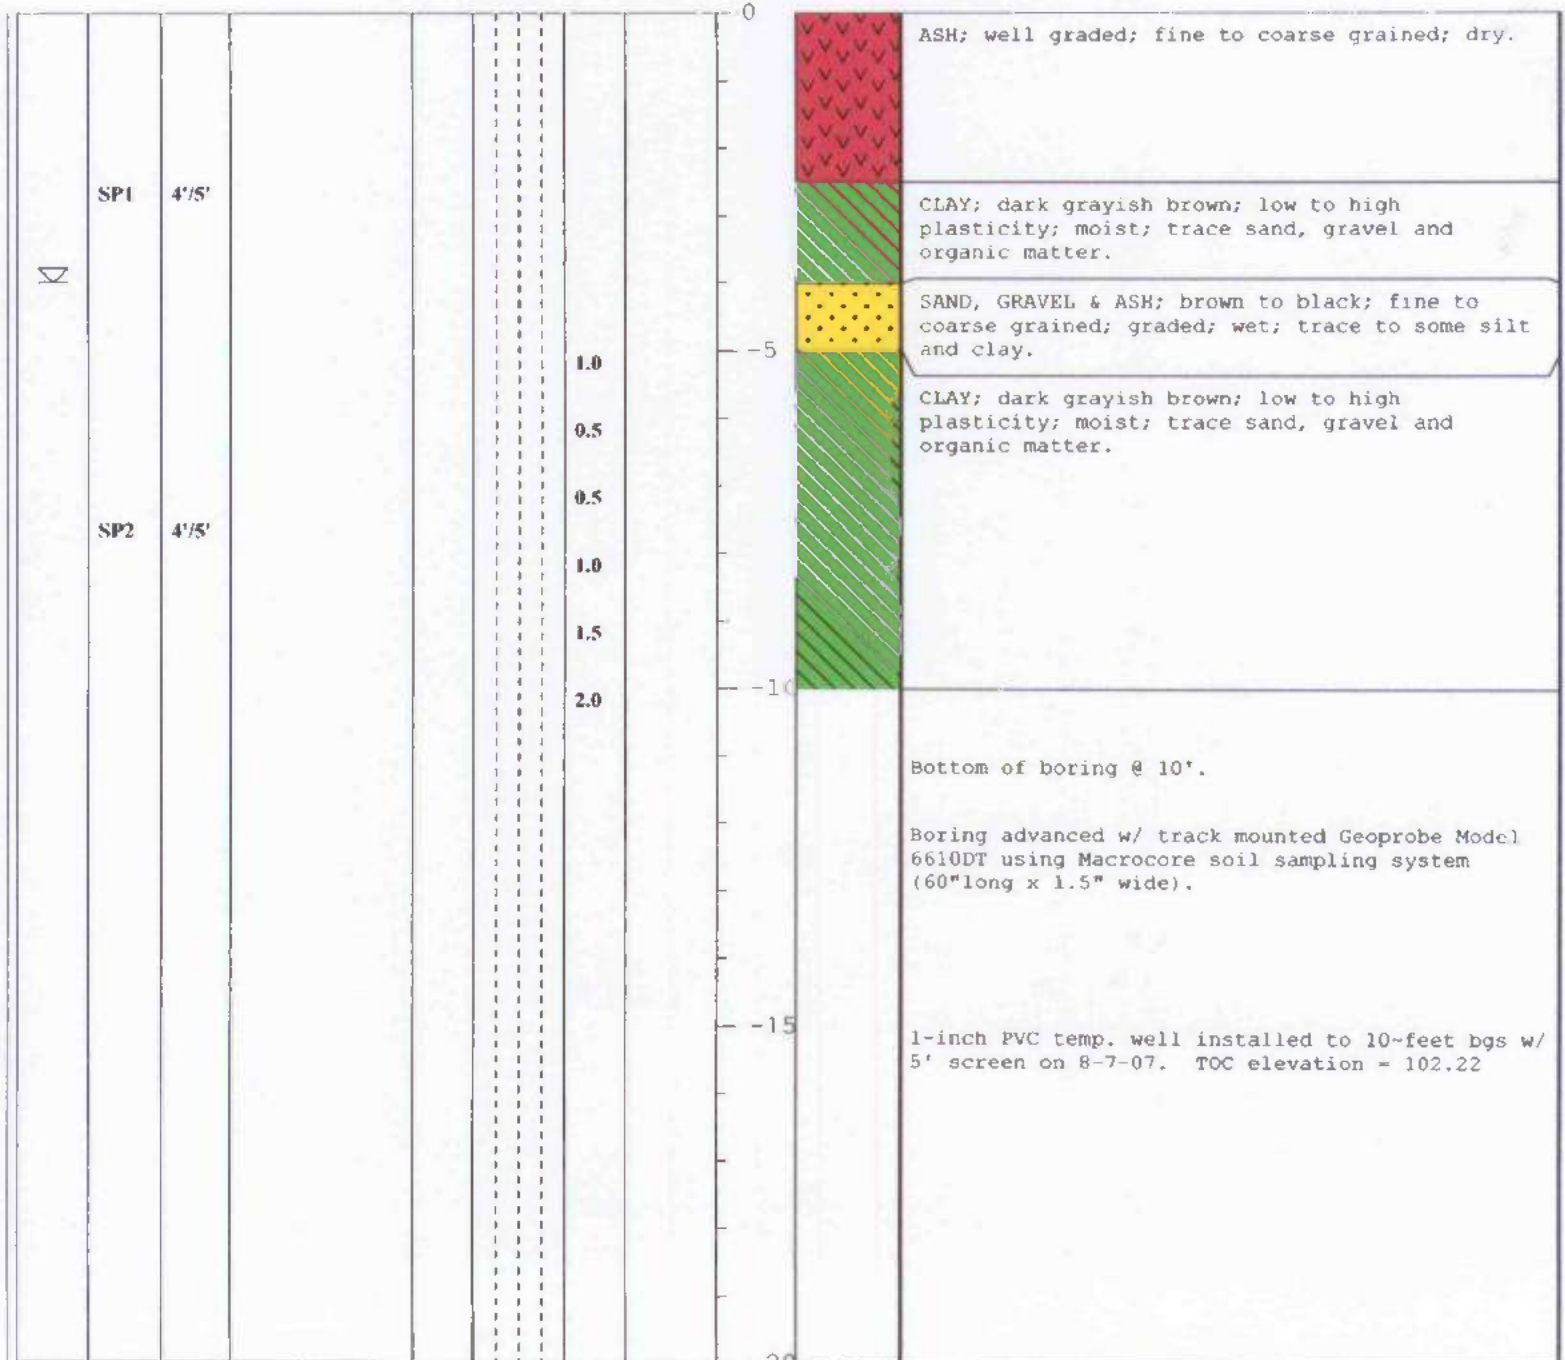 0
ASH; well graded; fine to coarse grained; dry.
SP1 4'/5'
CLAY; dark grayish brown; low to high
plasticity; moist; trace sand, gravel and
organic matter.
SAND, GRAVEL & ASH; brown to black; fine to
coarse grained; graded; wet; trace to some silt
and clay.
-5
1.0
CLAY; dark grayish brown; low to high
plasticity; moist; trace sand, gravel and
organic matter.
0.5
0.5
SP2 4'/5'
1.0
1.5
-10
2.0
Bottom of boring @ 10'.
Boring advanced w/ track mounted Geoprobe Model
6610DT using Macrocore soil sampling system
(60"long x 1.5" wide).
-15
1-inch PVC temp. well installed to 10~feet bgs w/
5' screen on 8-7-07. TOC elevation = 102.22